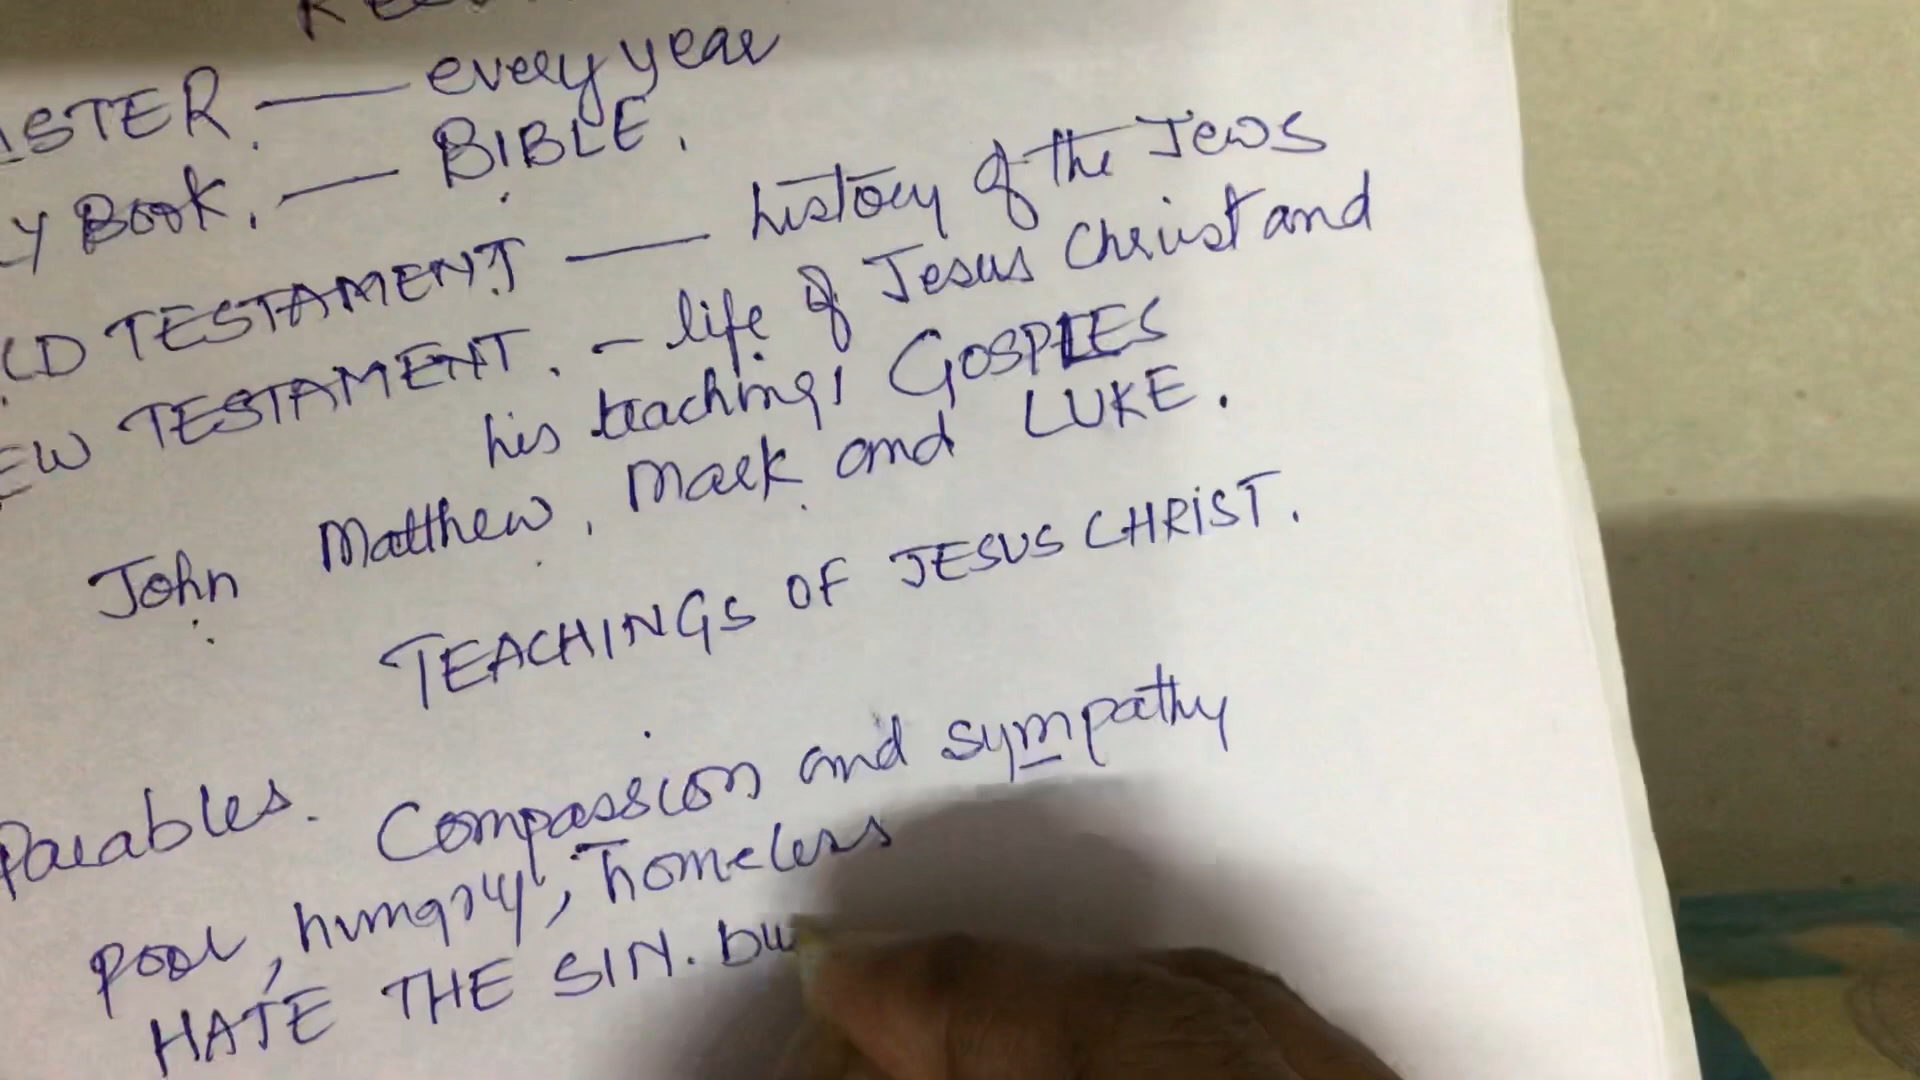 ASTER. — every year
LY Book. — BIBLE.
LD TESTAMENT — history of the Jews
EW TESTAMENT. – life of Jesus Christ and
his teachings GOSPLES
John Matthew, Mark and LUKE.
TEACHINGS OF JESUS CHRIST.
Parables. Compassion and sympathy
poor, hungry, homeless
HATE THE SIN. bu